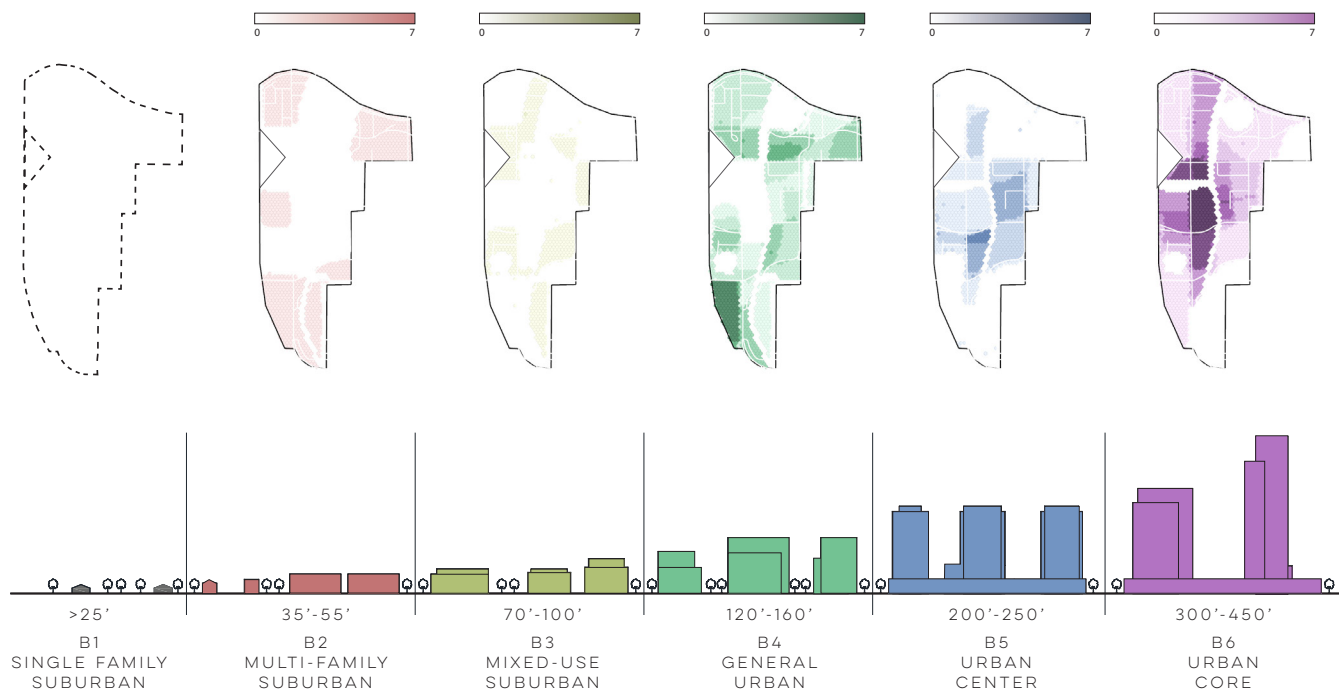 0 7
0 7
0 7
0 7
0 7
>25'
B1
SINGLE FAMILY
SUBURBAN
35'-55'
B2
MULTI-FAMILY
SUBURBAN
70'-100'
B3
MIXED-USE
SUBURBAN
120'-160'
B4
GENERAL
URBAN
200'-250'
B5
URBAN
CENTER
300'-450'
B6
URBAN
CORE